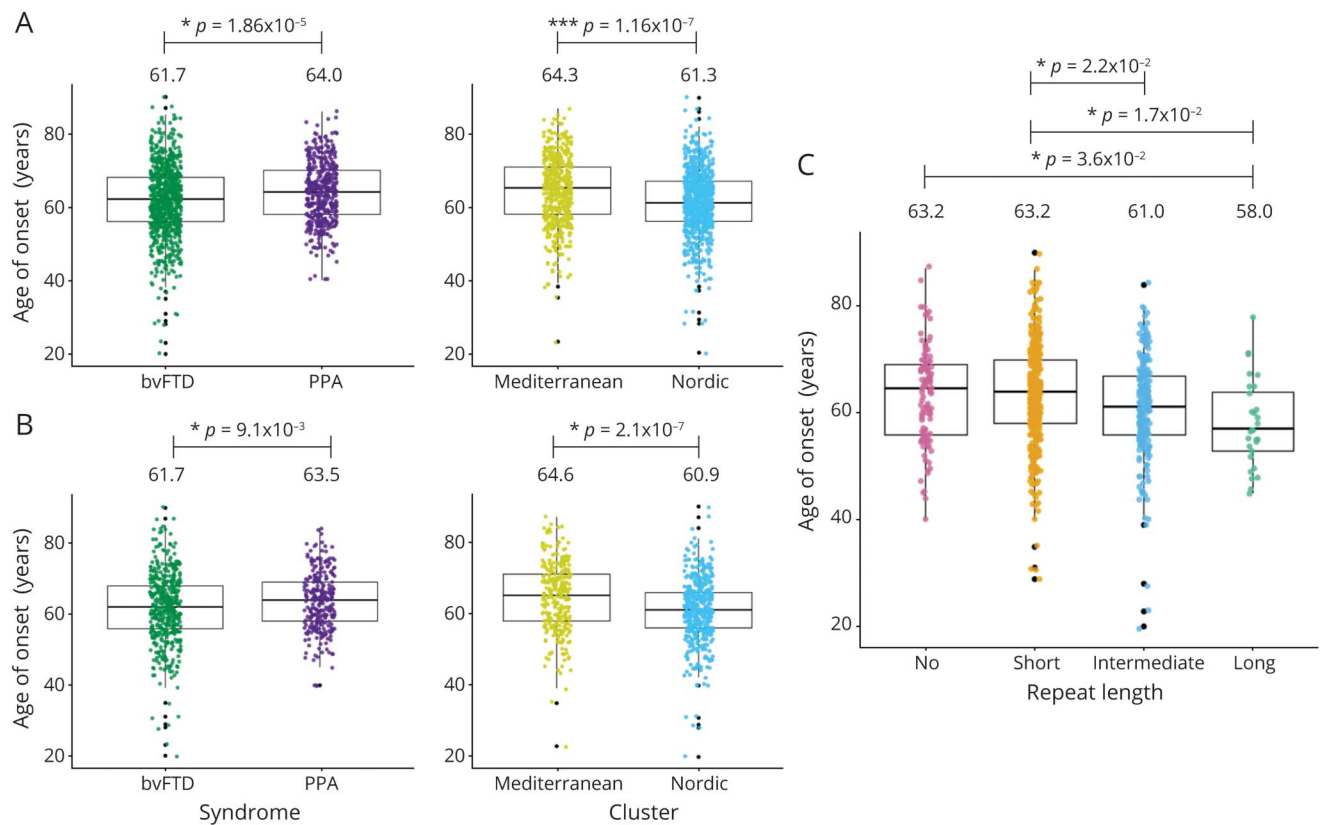 A
* p = 1.86x10⁻⁵
61.7 64.0
Age of onset (years)
80
60
40
20
bvFTD PPA
*** p = 1.16x10⁻⁷
64.3 61.3
80
60
40
20
Mediterranean Nordic
B
* p = 9.1x10⁻³
61.7 63.5
Age of onset (years)
80
60
40
20
bvFTD PPA
Syndrome
* p = 2.1x10⁻⁷
64.6 60.9
80
60
40
20
Mediterranean Nordic
Cluster
C
* p = 2.2x10⁻²
* p = 1.7x10⁻²
* p = 3.6x10⁻²
63.2 63.2 61.0 58.0
Age of onset (years)
80
60
40
20
No Short Intermediate Long
Repeat length